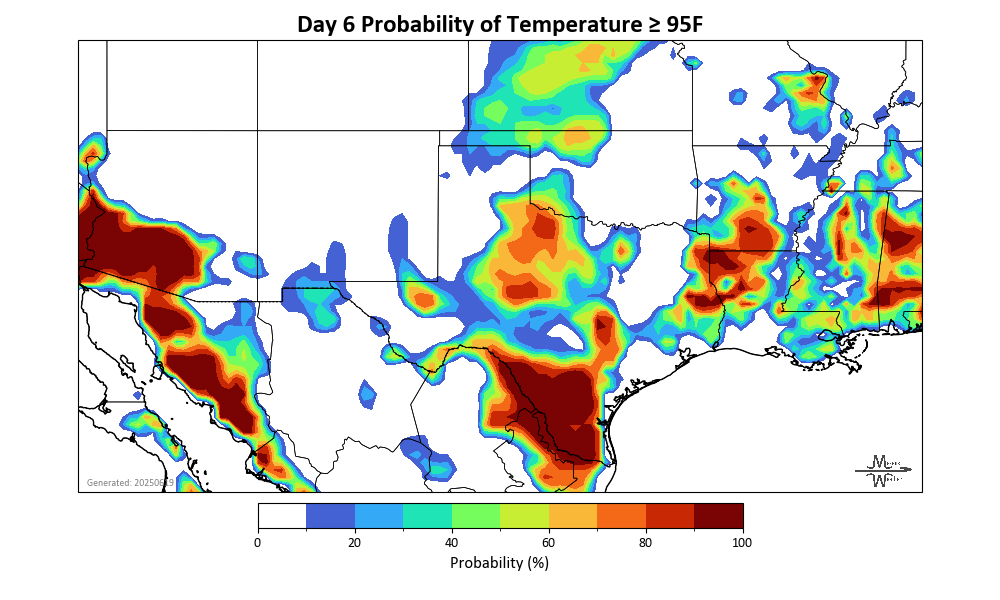 Day 6 Probability of Temperature ≥ 95F
Generated: 20250619
0 20 40 60 80 100
Probability (%)